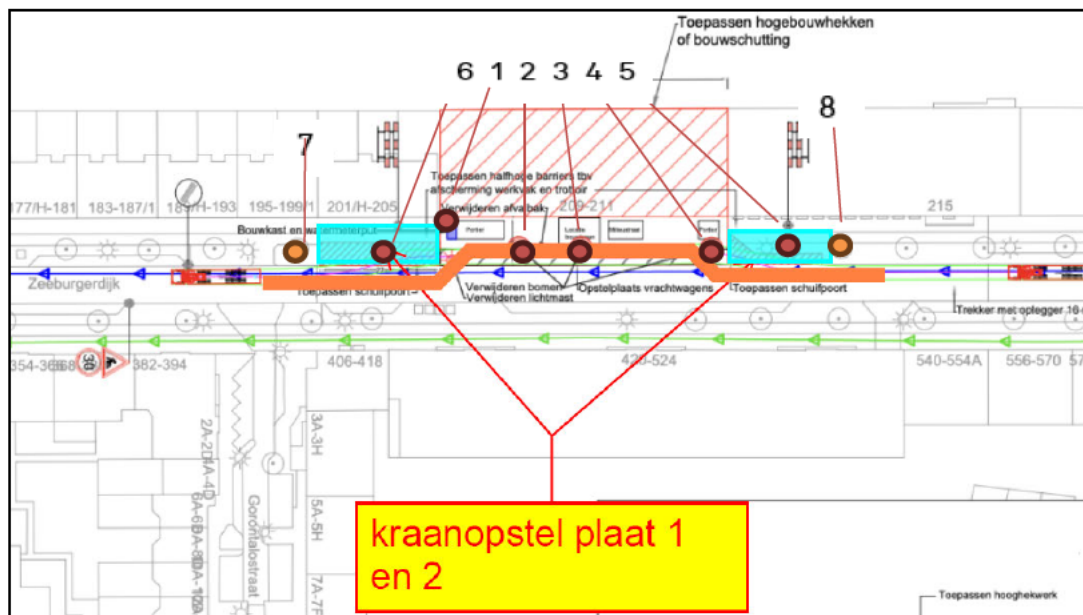 Toepassen hogebouwhekken
of bouwschutting
6 1 2 3 4 5
8
7
Toepassen halfhoge barriers tbv
afscherming werkvak en trottoir
177/H-181 183-187/1 195-199/1 201/H-205 209-211 215
Verwijderen afvalbak
Bouwkast en watermeterput
Portier
Zeeburgerdijk
Toepassen schuifpoort
Verwijderen bomen
Verwijderen lichtmast
Opstelplaats vrachtwagens
Toepassen schuifpoort
Trekker met oplegger 16
30
382-394 406-418 420-524 540-554A 556-570
3A-3H
5A-5H
7A-7F
Gorontalostraat
kraanopstel plaat 1
en 2
Toepassen hooghekwerk